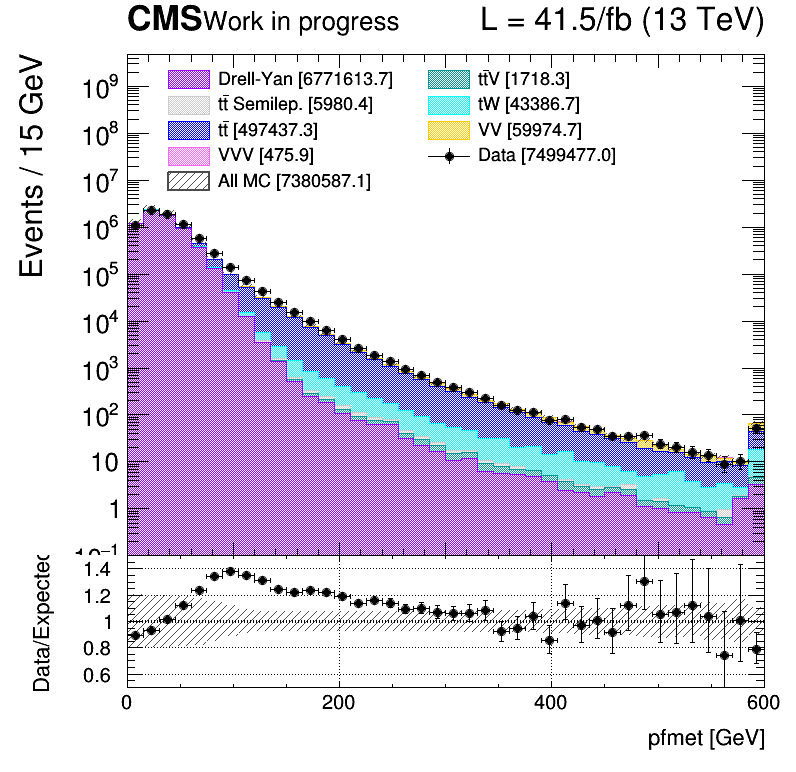 CMS Work in progress L = 41.5/fb (13 TeV)
Events / 15 GeV
Drell-Yan [6771613.7]
tt̄V [1718.3]
tt̄ Semilep. [5980.4]
tW [43386.7]
tt̄ [497437.3]
VV [59974.7]
VVV [475.9]
Data [7499477.0]
All MC [7380587.1]
10⁹
10⁸
10⁷
10⁶
10⁵
10⁴
10³
10²
10
1
10⁻¹
Data/Expected
1.4
1.2
1
0.8
0.6
0 200 400 600
pfmet [GeV]